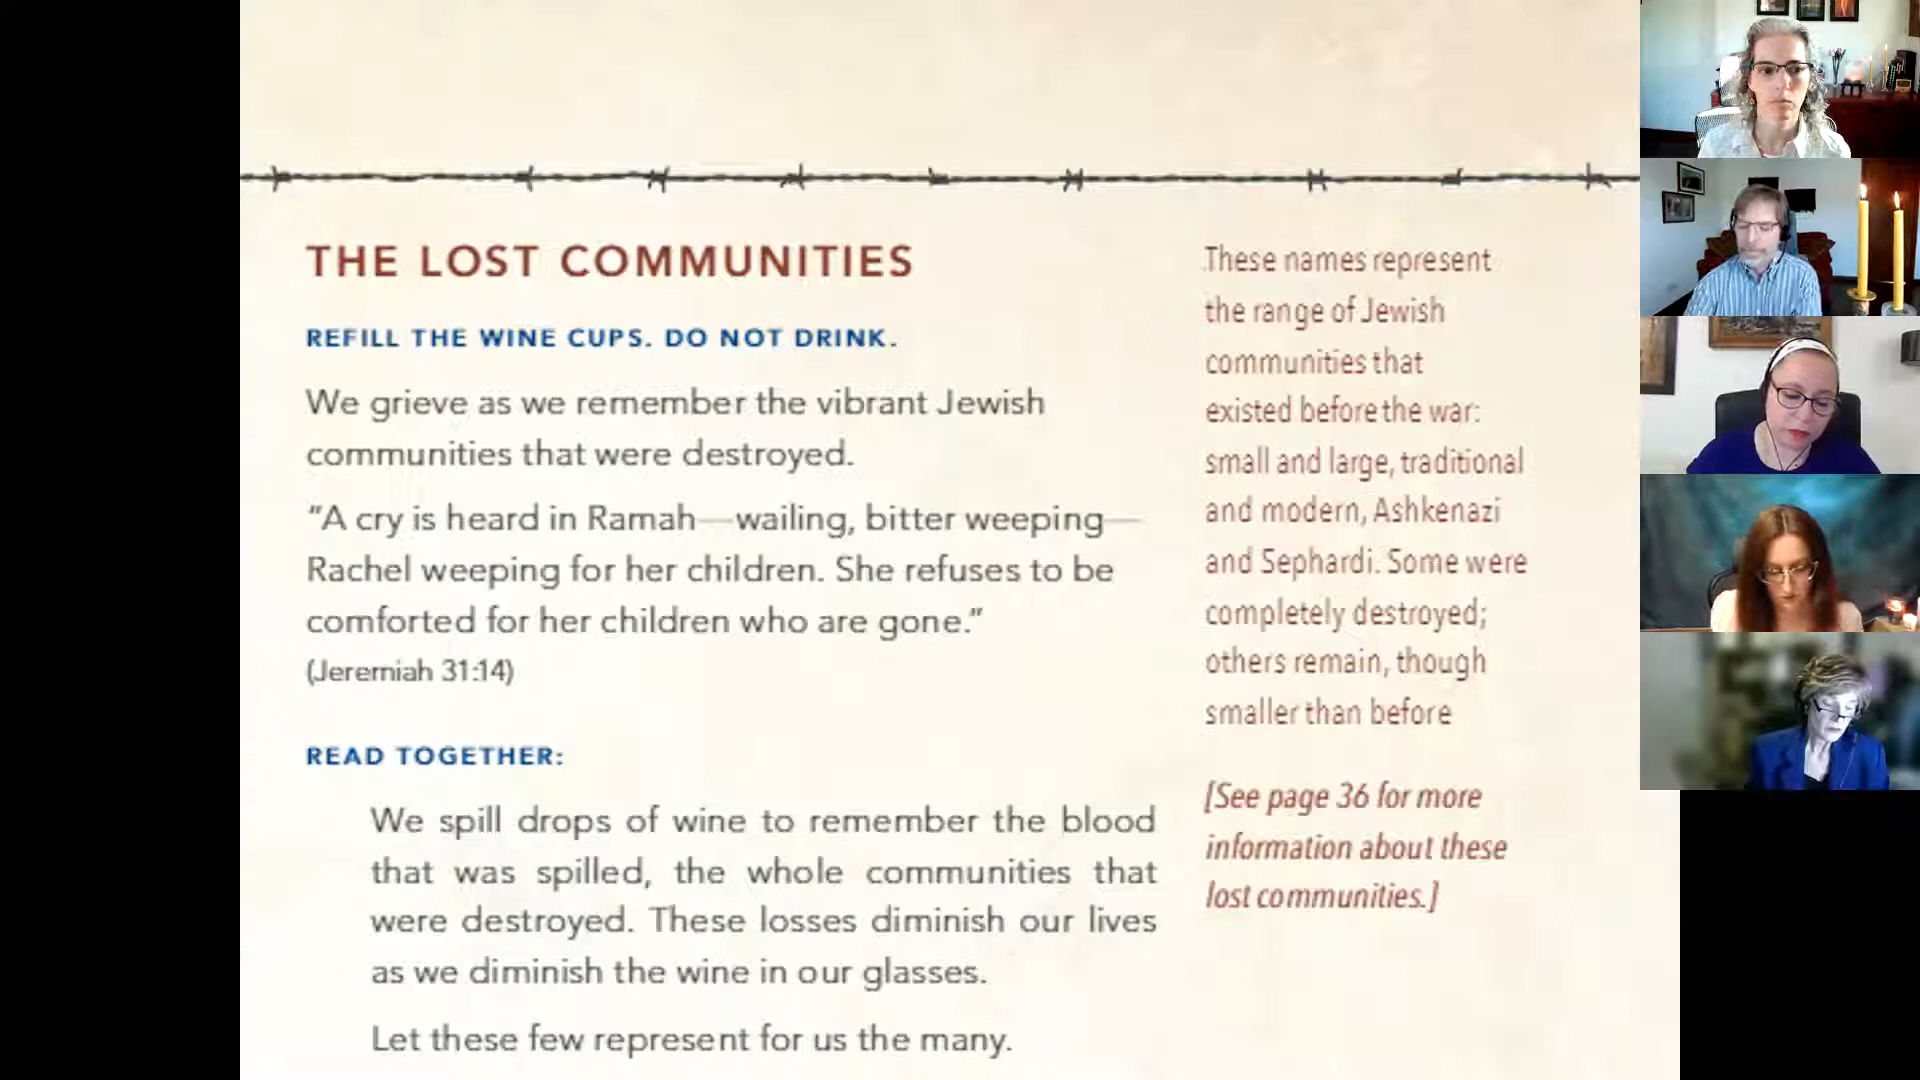 THE LOST COMMUNITIES
REFILL THE WINE CUPS. DO NOT DRINK.
We grieve as we remember the vibrant Jewish
communities that were destroyed.
“A cry is heard in Ramah—wailing, bitter weeping—
Rachel weeping for her children. She refuses to be
comforted for her children who are gone.”
(Jeremiah 31:14)
READ TOGETHER:
We spill drops of wine to remember the blood
that was spilled, the whole communities that
were destroyed. These losses diminish our lives
as we diminish the wine in our glasses.
Let these few represent for us the many.
These names represent
the range of Jewish
communities that
existed before the war:
small and large, traditional
and modern, Ashkenazi
and Sephardi. Some were
completely destroyed;
others remain, though
smaller than before
[See page 36 for more
information about these
lost communities.]